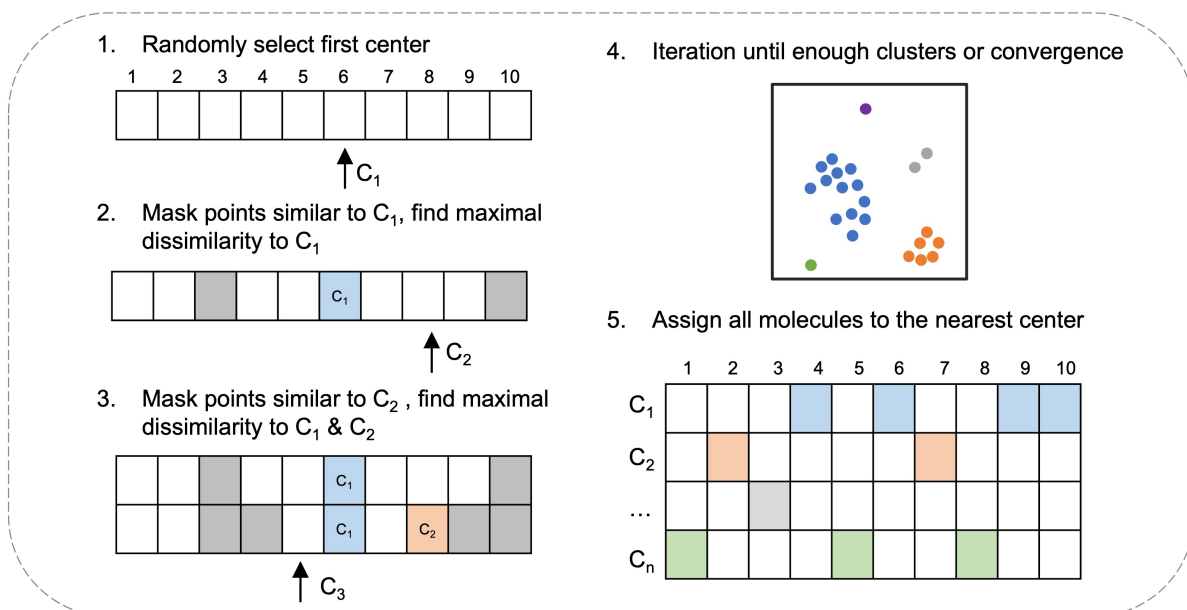 1. Randomly select first center
1 2 3 4 5 6 7 8 9 10
C₁
2. Mask points similar to C₁, find maximal
dissimilarity to C₁
C₁
C₂
3. Mask points similar to C₂ , find maximal
dissimilarity to C₁ & C₂
C₁
C₁ C₂
C₃
4. Iteration until enough clusters or convergence
5. Assign all molecules to the nearest center
1 2 3 4 5 6 7 8 9 10
C₁
C₂
...
Cₙ